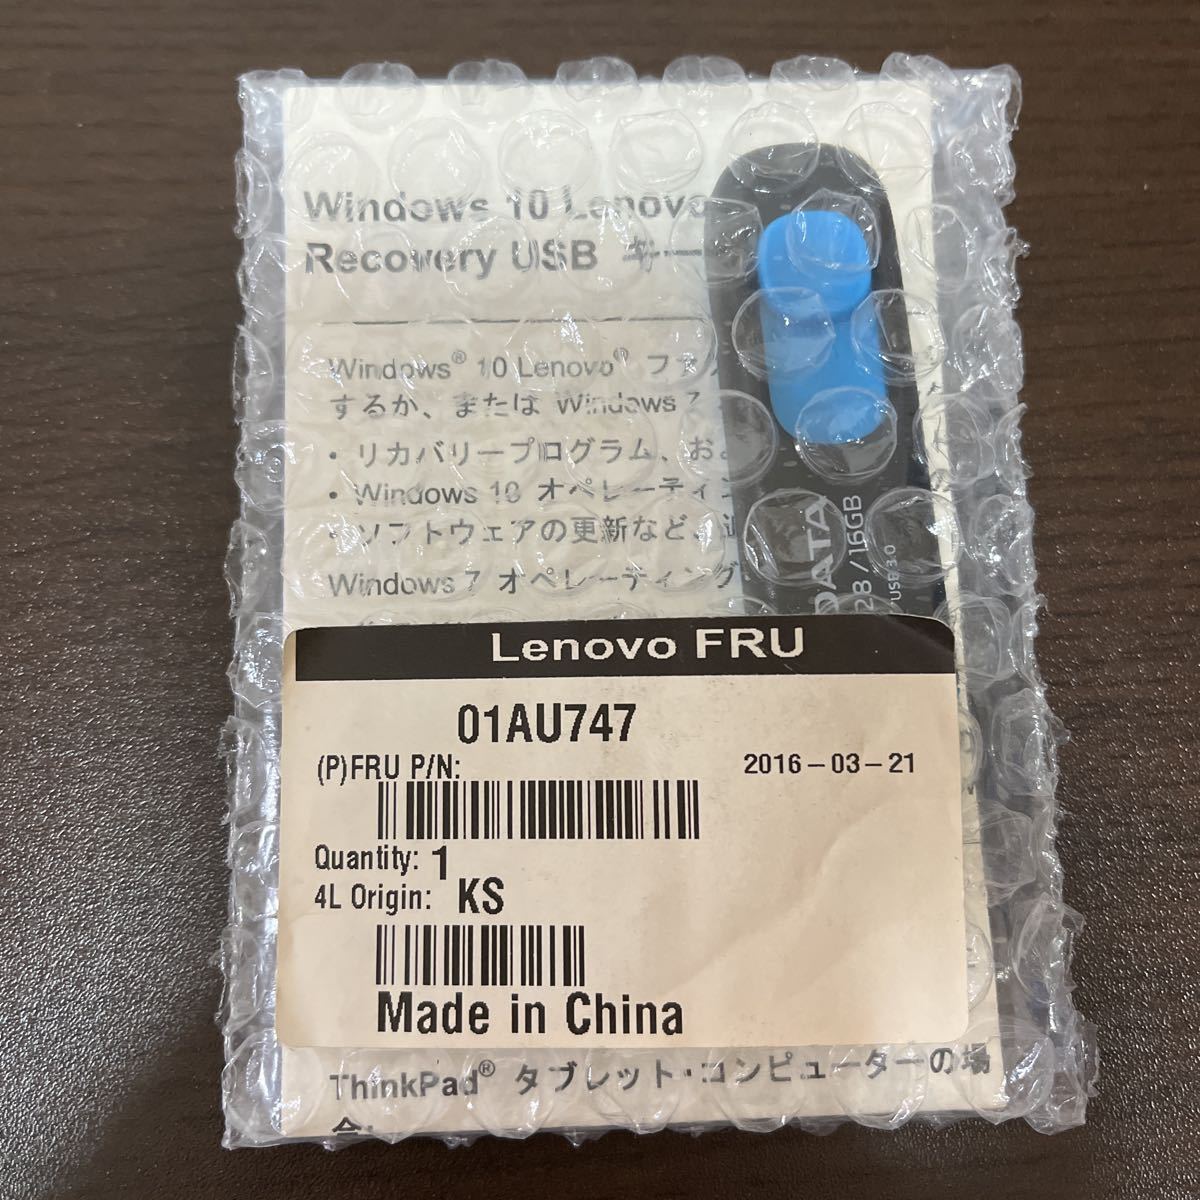 Windows 10 Lenovo
Recovery USB キー
Windows® 10 Lenovo® ファ
するか、または Windows 7
• リカバリープログラム、お
• Windows 10 オペレーティン
• ソフトウェアの更新など、
Windows 7 オペレーティング
DATA
/16GB
USB 3.0
Lenovo FRU
01AU747
(P)FRU P/N:
2016-03-21
Quantity: 1
4L Origin: KS
Made in China
ThinkPad® タブレット・コンピューターの場
合: